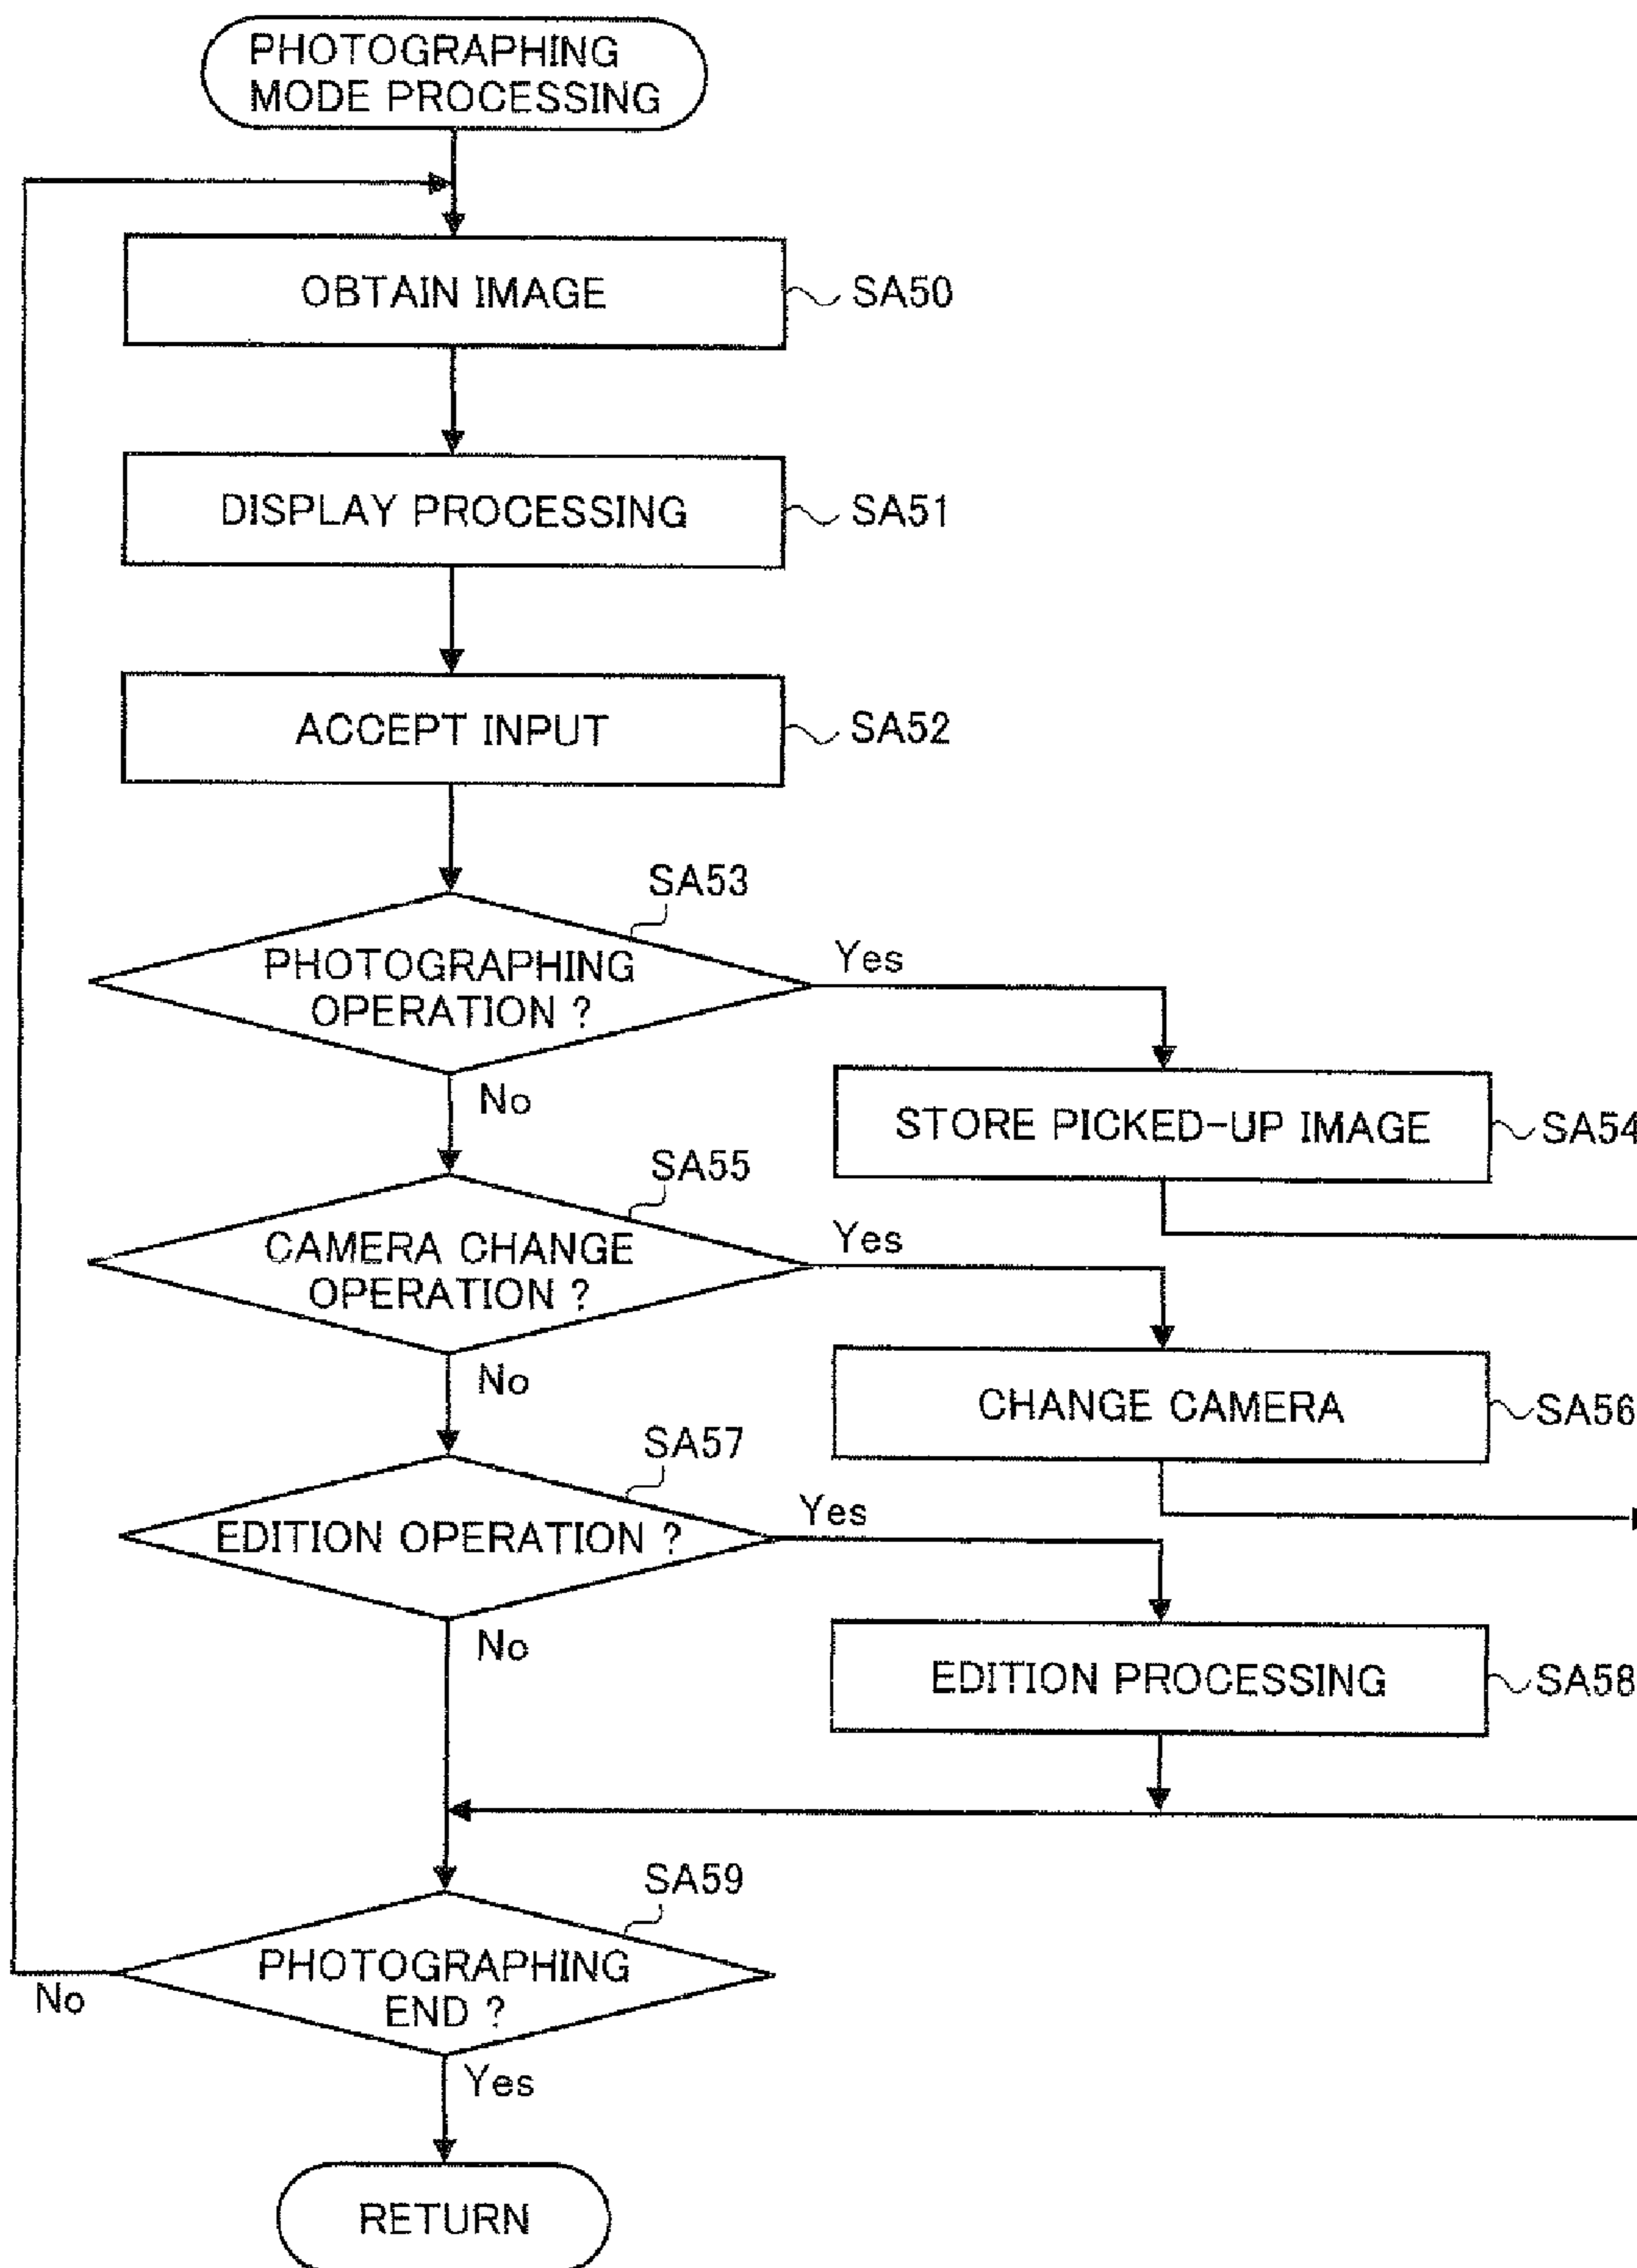 PHOTOGRAPHING
MODE PROCESSING
OBTAIN IMAGE
SA50
DISPLAY PROCESSING
SA51
ACCEPT INPUT
SA52
SA53
PHOTOGRAPHING
OPERATION ?
Yes
No
STORE PICKED-UP IMAGE
SA54
SA55
CAMERA CHANGE
OPERATION ?
Yes
No
CHANGE CAMERA
SA56
SA57
EDITION OPERATION ?
Yes
No
EDITION PROCESSING
SA58
SA59
PHOTOGRAPHING
END ?
No
Yes
RETURN